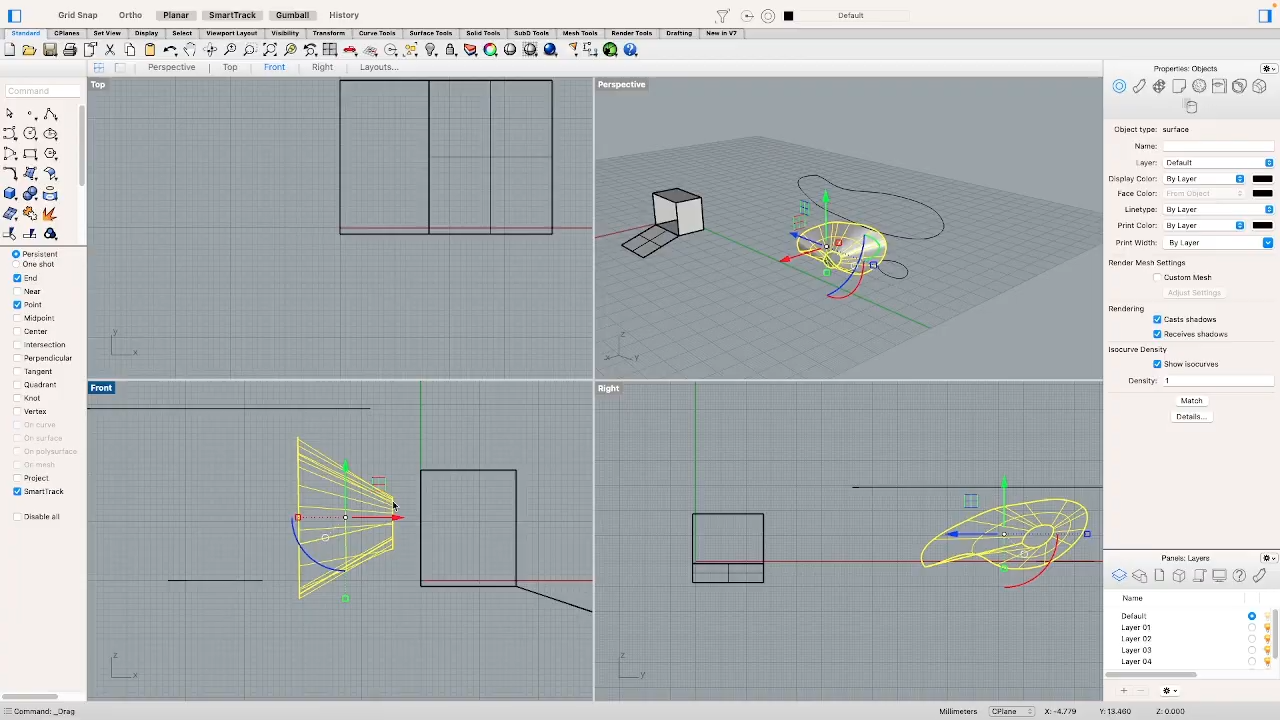 Grid Snap Ortho Planar SmartTrack Gumball History Default
Standard CPlanes Set View Display Select Viewport Layout Visibility Transform Curve Tools Surface Tools Solid Tools SubD Tools Mesh Tools Render Tools Drafting New in V7
Perspective Top Front Right Layouts...
Command
Persistent
One shot
End
Near
Point
Midpoint
Center
Intersection
Perpendicular
Tangent
Quadrant
Knot
Vertex
On curve
On surface
On polysurface
On mesh
Project
SmartTrack
Disable all
Top
y
x
Perspective
z
x y
Front
z
x
Right
z
y
Properties: Objects
Object type: surface
Name:
Layer: Default
Display Color: By Layer
Face Color: From Object
Linetype: By Layer
Print Color: By Layer
Print Width: By Layer
Render Mesh Settings
Custom Mesh
Adjust Settings
Rendering
Casts shadows
Receives shadows
Isocurve Density
Show isocurves
Density: 1
Match
Details...
Panels: Layers
Name
Default
Layer 01
Layer 02
Layer 03
Layer 04
Command: _Drag
Millimeters CPlane X: -4.779 Y: 13.460 Z: 0.000